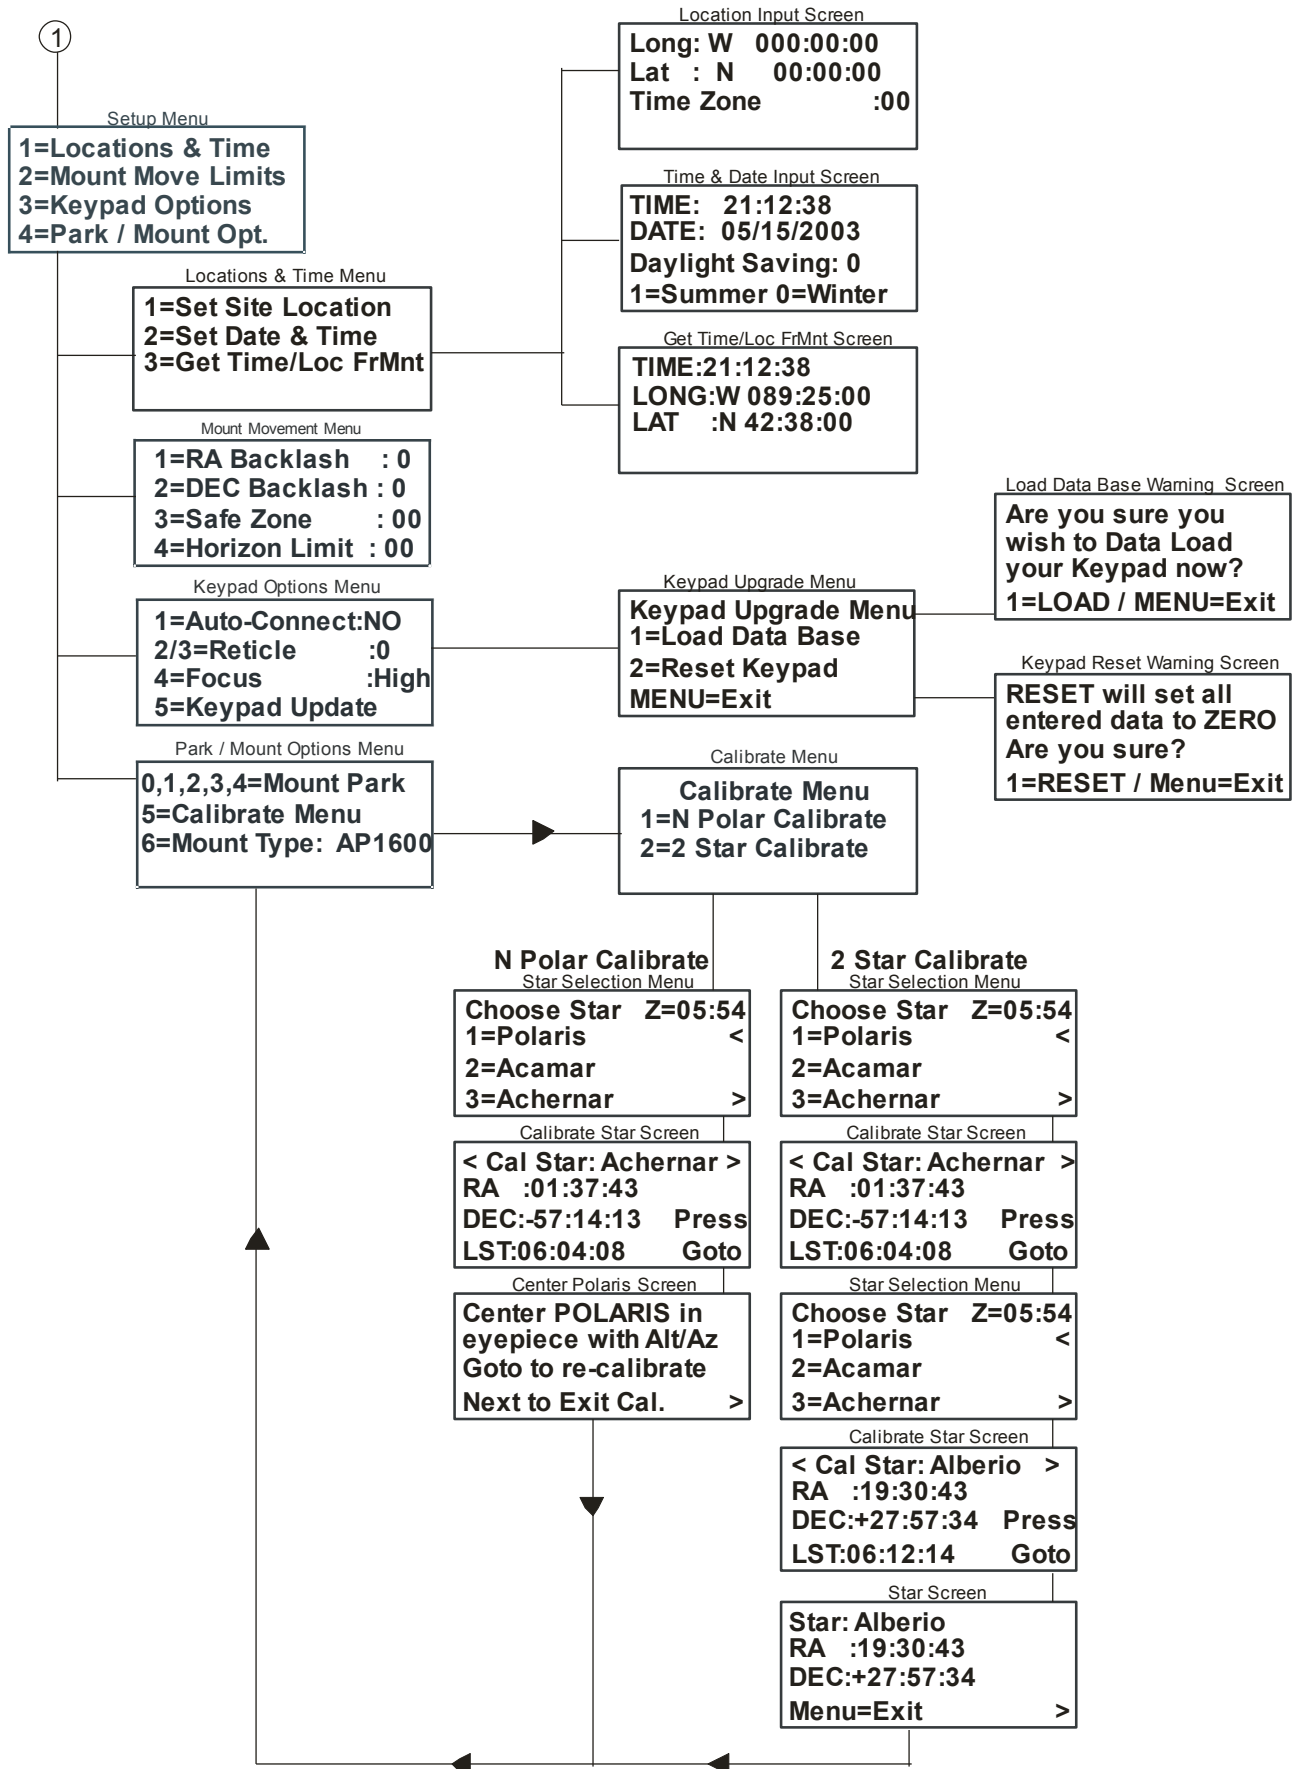 1
Setup Menu
1=Locations & Time
2=Mount Move Limits
3=Keypad Options
4=Park / Mount Opt.
Location Input Screen
Long: W 000:00:00
Lat : N 00:00:00
Time Zone :00
Time & Date Input Screen
TIME: 21:12:38
DATE: 05/15/2003
Daylight Saving: 0
1=Summer 0=Winter
Locations & Time Menu
1=Set Site Location
2=Set Date & Time
3=Get Time/Loc FrMnt
Get Time/Loc FrMnt Screen
TIME:21:12:38
LONG:W 089:25:00
LAT :N 42:38:00
Mount Movement Menu
1=RA Backlash : 0
2=DEC Backlash : 0
3=Safe Zone : 00
4=Horizon Limit : 00
Keypad Options Menu
1=Auto-Connect:NO
2/3=Reticle :0
4=Focus :High
5=Keypad Update
Keypad Upgrade Menu
Keypad Upgrade Menu
1=Load Data Base
2=Reset Keypad
MENU=Exit
Load Data Base Warning Screen
Are you sure you
wish to Data Load
your Keypad now?
1=LOAD / MENU=Exit
Keypad Reset Warning Screen
RESET will set all
entered data to ZERO
Are you sure?
1=RESET / Menu=Exit
Park / Mount Options Menu
0,1,2,3,4=Mount Park
5=Calibrate Menu
6=Mount Type: AP1600
Calibrate Menu
Calibrate Menu
1=N Polar Calibrate
2=2 Star Calibrate
N Polar Calibrate
Star Selection Menu
Choose Star Z=05:54
1=Polaris <
2=Acamar
3=Achernar >
Calibrate Star Screen
< Cal Star: Achernar >
RA :01:37:43
DEC:-57:14:13 Press
LST:06:04:08 Goto
Center Polaris Screen
Center POLARIS in
eyepiece with Alt/Az
Goto to re-calibrate
Next to Exit Cal. >
2 Star Calibrate
Star Selection Menu
Choose Star Z=05:54
1=Polaris <
2=Acamar
3=Achernar >
Calibrate Star Screen
< Cal Star: Achernar >
RA :01:37:43
DEC:-57:14:13 Press
LST:06:04:08 Goto
Star Selection Menu
Choose Star Z=05:54
1=Polaris <
2=Acamar
3=Achernar >
Calibrate Star Screen
< Cal Star: Alberio >
RA :19:30:43
DEC:+27:57:34 Press
LST:06:12:14 Goto
Star Screen
Star: Alberio
RA :19:30:43
DEC:+27:57:34
Menu=Exit >